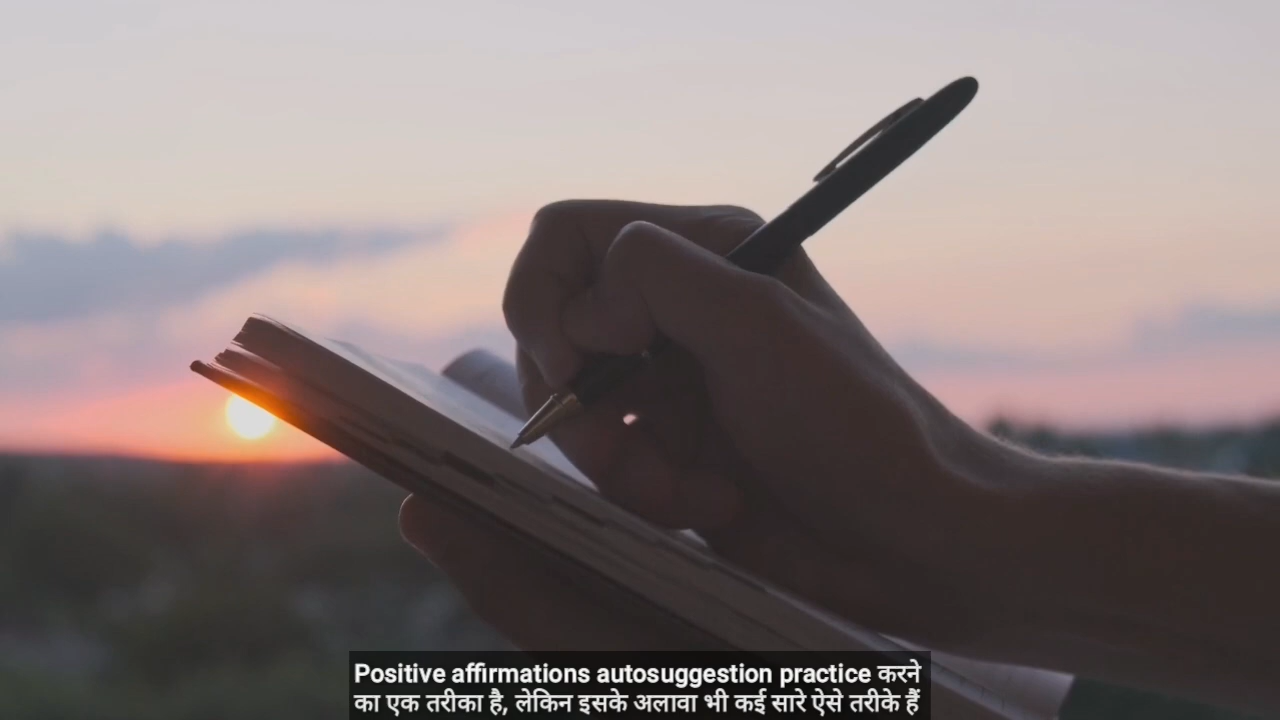 Positive affirmations autosuggestion practice करने
का एक तरीका है, लेकिन इसके अलावा भी कई सारे ऐसे तरीके हैं